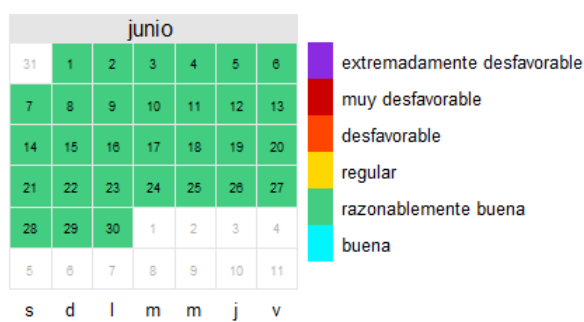 junio
31 1 2 3 4 5 6
7 8 9 10 11 12 13
14 15 16 17 18 19 20
21 22 23 24 25 26 27
28 29 30 1 2 3 4
5 6 7 8 9 10 11
s d l m m j v
extremadamente desfavorable
muy desfavorable
desfavorable
regular
razonablemente buena
buena